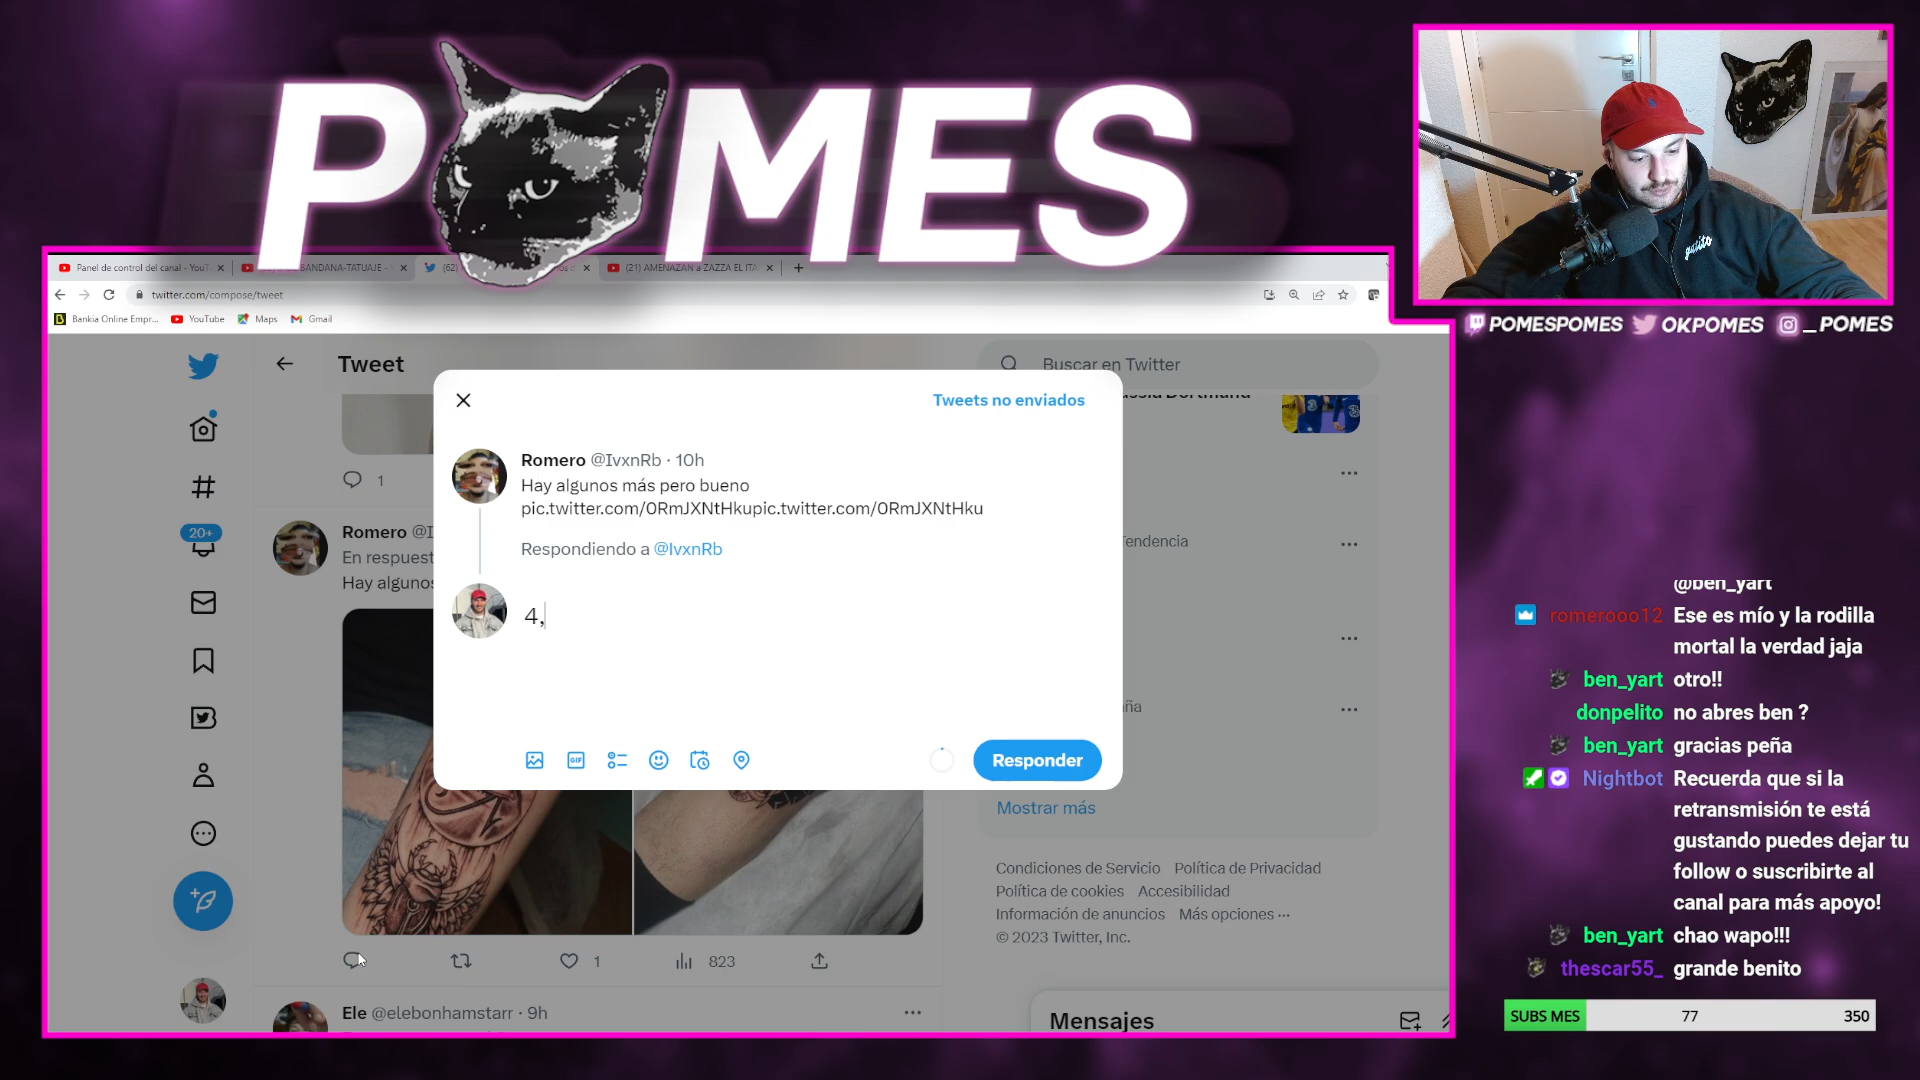 POMES
Panel de control del canal - YouT
BANDANA-TATUAJE -
(62)
(21) AMENAZAN a ZAZZA EL ITA
twitter.com/compose/tweet
Bankia Online Empr...
YouTube
Maps
Gmail
gatito
POMESPOMES
OKPOMES
_POMES
Tweet
Buscar en Twitter
Tweets no enviados
Romero @IvxnRb · 10h
Hay algunos más pero bueno
pic.twitter.com/0RmJXNtHkupic.twitter.com/0RmJXNtHku
Respondiendo a @IvxnRb
4,
GIF
Responder
1
20+
Romero @I
En respuest
Hay algunos
Tendencia
Mostrar más
Condiciones de Servicio Política de Privacidad
Política de cookies Accesibilidad
Información de anuncios Más opciones ...
© 2023 Twitter, Inc.
1
823
Ele @elebonhamstarr · 9h
Mensajes
@ben_yart
romerooo12 Ese es mío y la rodilla
mortal la verdad jaja
ben_yart otro!!
donpelito no abres ben ?
ben_yart gracias peña
Nightbot Recuerda que si la
retransmisión te está
gustando puedes dejar tu
follow o suscribirte al
canal para más apoyo!
ben_yart chao wapo!!!
thescar55_ grande benito
SUBS MES 77 350